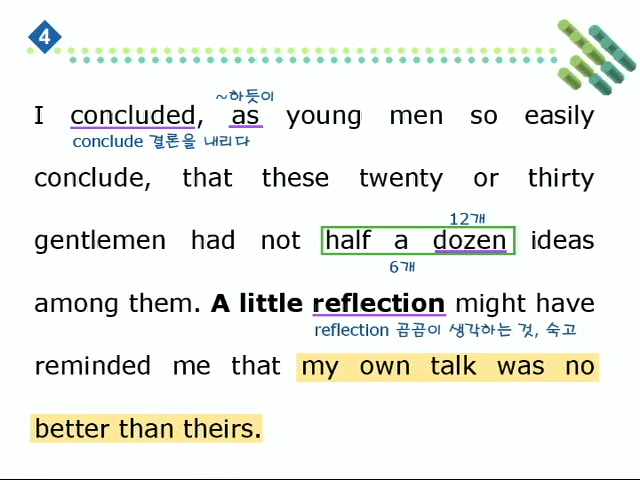 4
~하듯이
I concluded, as young men so easily
conclude 결론을 내리다
conclude, that these twenty or thirty
12개
gentlemen had not half a dozen ideas
6개
among them. A little reflection might have
reflection 곰곰이 생각하는 것, 숙고
reminded me that my own talk was no
better than theirs.